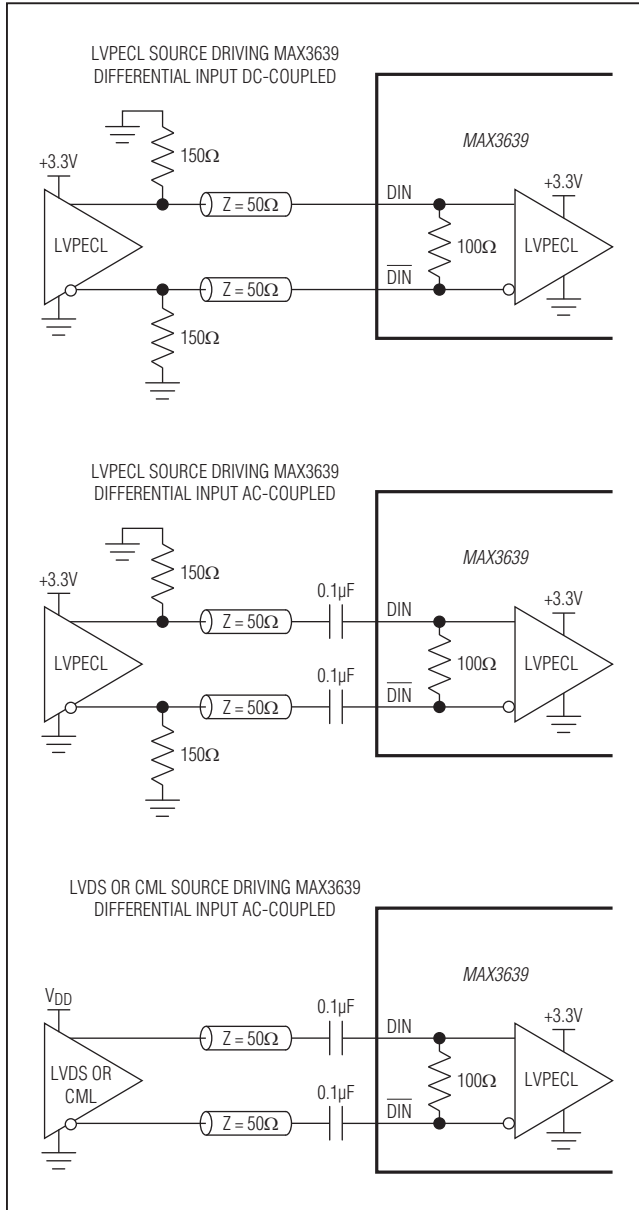 LVPECL SOURCE DRIVING MAX3639
DIFFERENTIAL INPUT DC-COUPLED
MAX3639
150Ω
+3.3V
+3.3V
Z = 50Ω
DIN
LVPECL
100Ω
LVPECL
Z = 50Ω
DIN
150Ω
LVPECL SOURCE DRIVING MAX3639
DIFFERENTIAL INPUT AC-COUPLED
MAX3639
150Ω
+3.3V
0.1µF
+3.3V
Z = 50Ω
DIN
LVPECL
0.1µF
100Ω
LVPECL
Z = 50Ω
DIN
150Ω
LVDS OR CML SOURCE DRIVING MAX3639
DIFFERENTIAL INPUT AC-COUPLED
MAX3639
VDD
0.1µF
+3.3V
Z = 50Ω
DIN
LVDS OR
CML
0.1µF
100Ω
LVPECL
Z = 50Ω
DIN